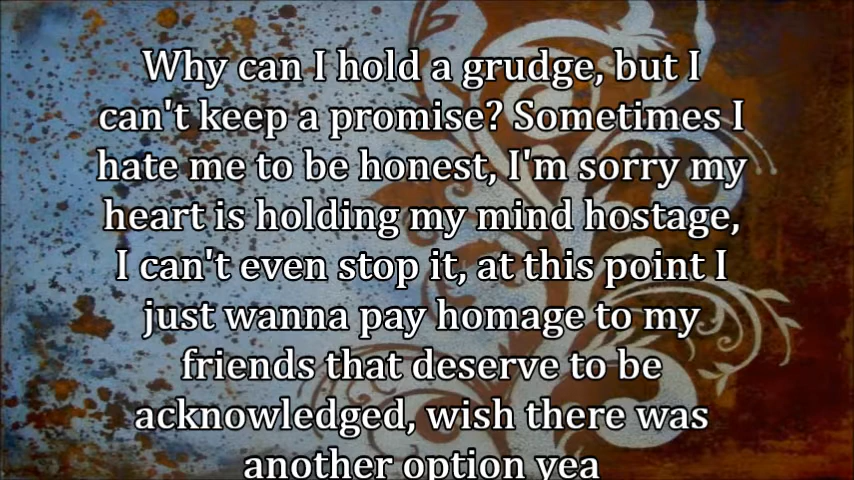 Why can I hold a grudge, but I
can't keep a promise? Sometimes I
hate me to be honest, I'm sorry my
heart is holding my mind hostage,
I can't even stop it, at this point I
just wanna pay homage to my
friends that deserve to be
acknowledged, wish there was
another option yea